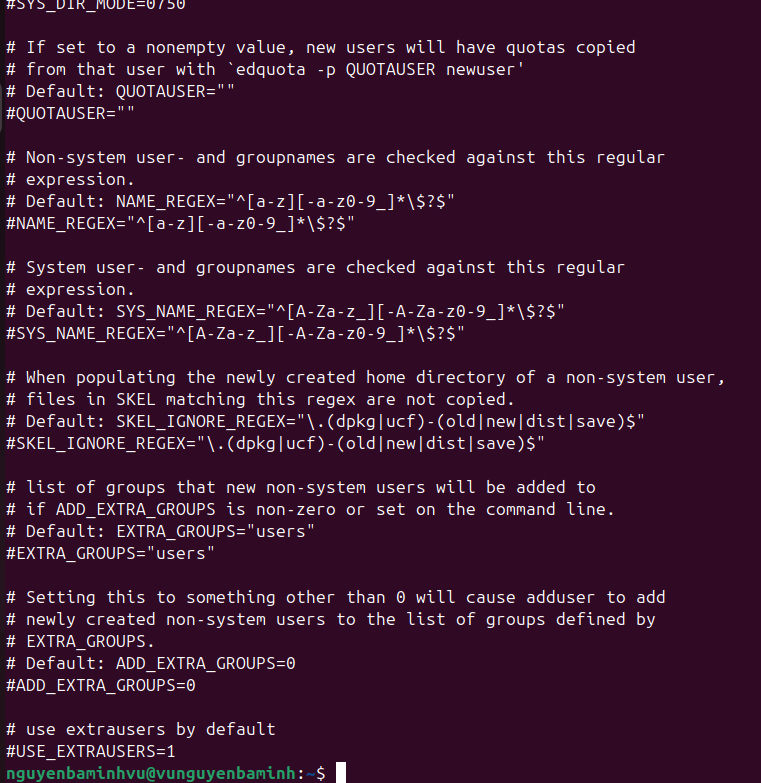 #SYS_DIR_MODE=0750
# If set to a nonempty value, new users will have quotas copied
# from that user with `edquota -p QUOTAUSER newuser'
# Default: QUOTAUSER=""
#QUOTAUSER=""
# Non-system user- and groupnames are checked against this regular
# expression.
# Default: NAME_REGEX="^[a-z][-a-z0-9_]*\$?$"
#NAME_REGEX="^[a-z][-a-z0-9_]*\$?$"
# System user- and groupnames are checked against this regular
# expression.
# Default: SYS_NAME_REGEX="^[A-Za-z_][-A-Za-z0-9_]*\$?$"
#SYS_NAME_REGEX="^[A-Za-z_][-A-Za-z0-9_]*\$?$"
# When populating the newly created home directory of a non-system user,
# files in SKEL matching this regex are not copied.
# Default: SKEL_IGNORE_REGEX="\.(dpkg|ucf)-(old|new|dist|save)$"
#SKEL_IGNORE_REGEX="\.(dpkg|ucf)-(old|new|dist|save)$"
# list of groups that new non-system users will be added to
# if ADD_EXTRA_GROUPS is non-zero or set on the command line.
# Default: EXTRA_GROUPS="users"
#EXTRA_GROUPS="users"
# Setting this to something other than 0 will cause adduser to add
# newly created non-system users to the list of groups defined by
# EXTRA_GROUPS.
# Default: ADD_EXTRA_GROUPS=0
#ADD_EXTRA_GROUPS=0
# use extrausers by default
#USE_EXTRAUSERS=1
nguyenbaminhvu@vunguyenbaminh:~$